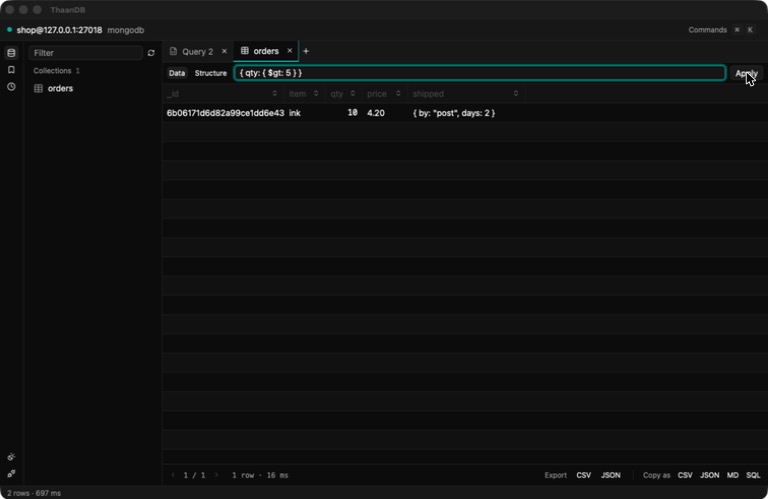 ThaanDB
shop@127.0.0.1:27018 mongodb
Commands ⌘ K
Filter
Collections 1
orders
Query 2 × orders × +
Data Structure { qty: { $gt: 5 } } Apply
_id item qty price shipped
6b06171d6d82a99ce1dd6e43 ink 10 4.20 { by: "post", days: 2 }
‹ 1 / 1 › 1 row · 16 ms
Export CSV JSON Copy as CSV JSON MD SQL
2 rows · 697 ms